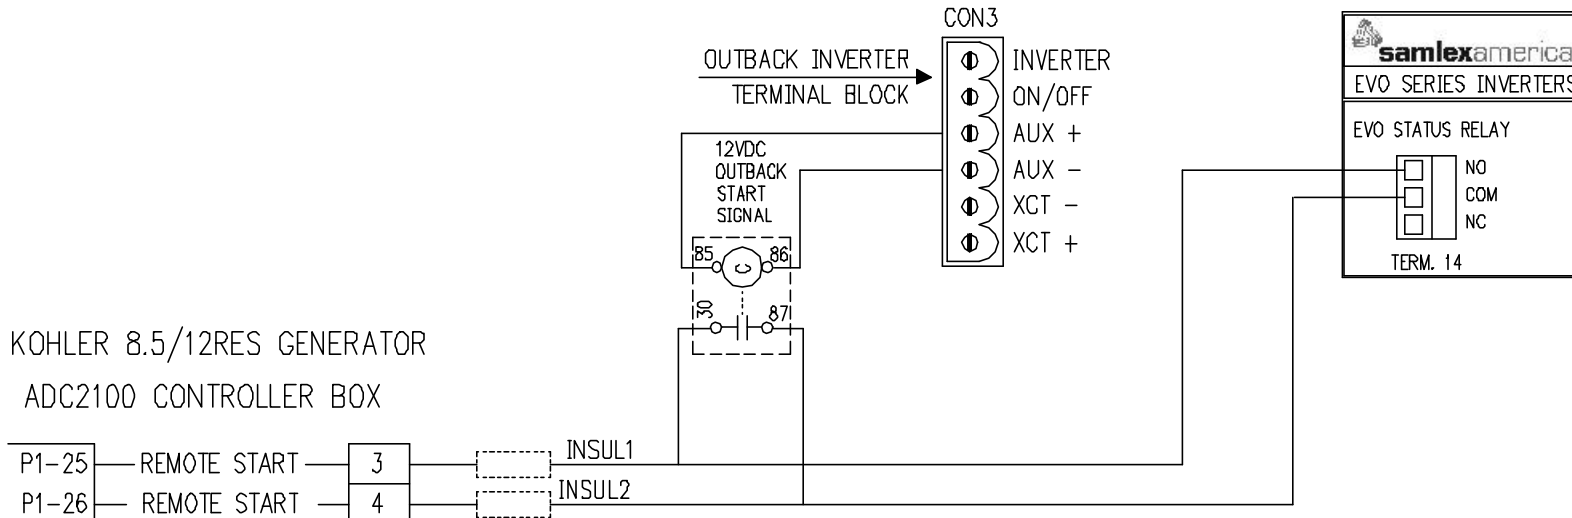 CON3
OUTBACK INVERTER
TERMINAL BLOCK
INVERTER
ON/OFF
AUX +
AUX -
XCT -
XCT +
samlexamerica
EVO SERIES INVERTERS
EVO STATUS RELAY
NO
COM
NC
TERM. 14
12VDC
OUTBACK
START
SIGNAL
85
C
86
30
87
KOHLER 8.5/12RES GENERATOR
ADC2100 CONTROLLER BOX
P1-25 REMOTE START 3 INSUL1
P1-26 REMOTE START 4 INSUL2